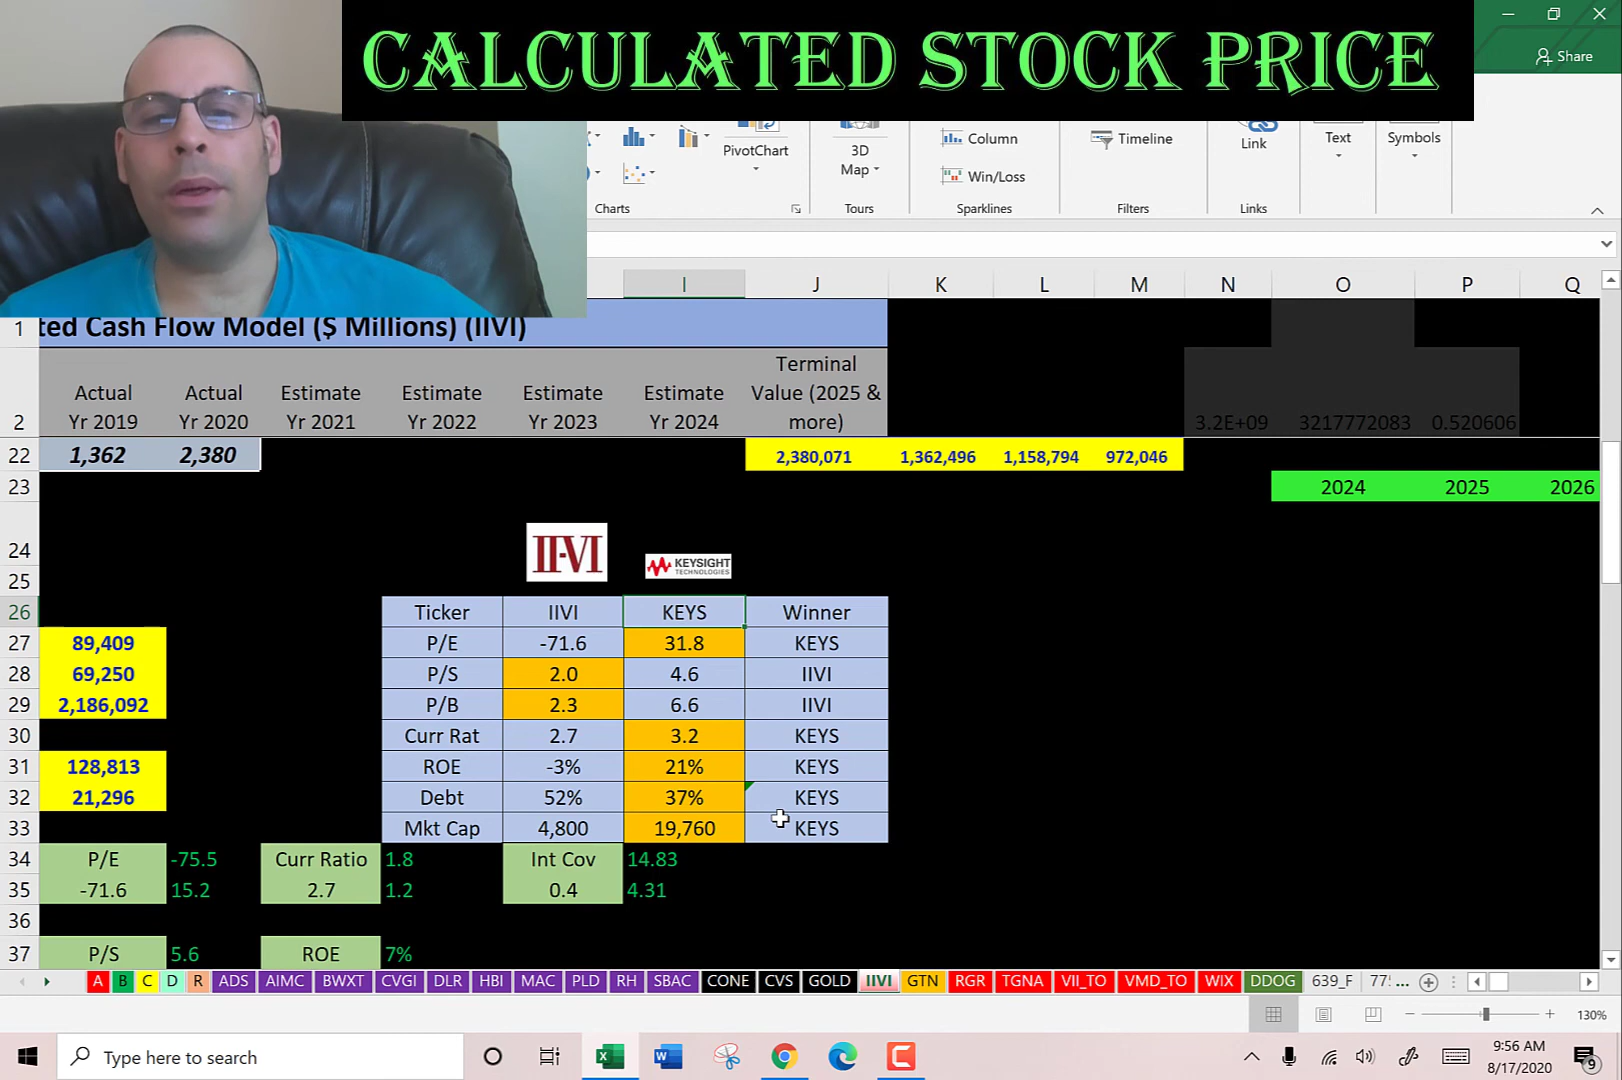 CALCULATED STOCK PRICE
Share
PivotChart
3D
Map
Column
Win/Loss
Timeline
Link
Text
Symbols
Charts
Tours
Sparklines
Filters
Links
I J K L M N O P Q
1 ted Cash Flow Model ($ Millions) (IIVI)
Terminal
Actual Actual Estimate Estimate Estimate Estimate Value (2025 &
2 Yr 2019 Yr 2020 Yr 2021 Yr 2022 Yr 2023 Yr 2024 more) 3.2E+09 3217772083 0.520606
22 1,362 2,380 2,380,071 1,362,496 1,158,794 972,046
23 2024 2025 2026
24 II-VI
25 KEYSIGHT
TECHNOLOGIES
26 Ticker IIVI KEYS Winner
27 89,409 P/E -71.6 31.8 KEYS
28 69,250 P/S 2.0 4.6 IIVI
29 2,186,092 P/B 2.3 6.6 IIVI
30 Curr Rat 2.7 3.2 KEYS
31 128,813 ROE -3% 21% KEYS
32 21,296 Debt 52% 37% KEYS
33 Mkt Cap 4,800 19,760 KEYS
34 P/E -75.5 Curr Ratio 1.8 Int Cov 14.83
35 -71.6 15.2 2.7 1.2 0.4 4.31
36
37 P/S 5.6 ROE 7%
A B C D R ADS AIMC BWXT CVGI DLR HBI MAC PLD RH SBAC CONE CVS GOLD IIVI GTN RGR TGNA VII_TO VMD_TO WIX DDOG 639_F 77 ...
130%
Type here to search
9:56 AM
8/17/2020
9